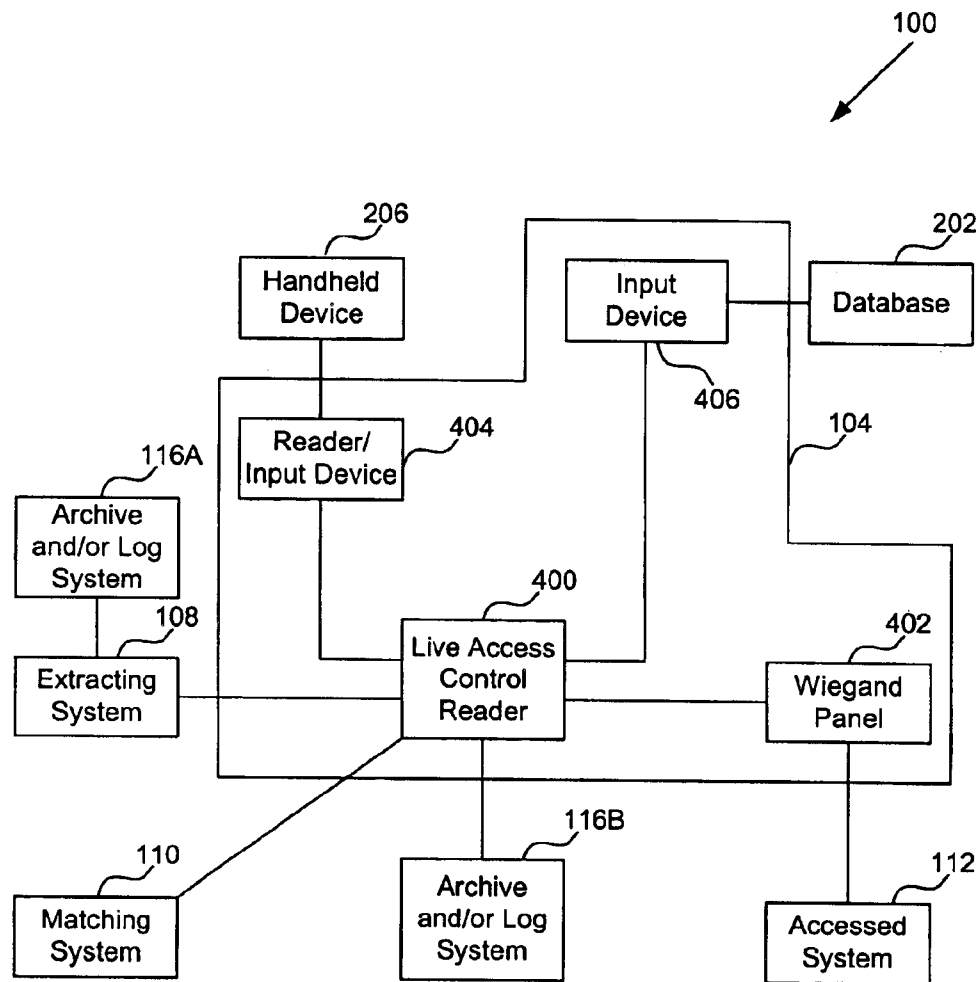 100
206
Handheld
Device
Input
Device
406
202
Database
Reader/
Input Device
404
104
116A
Archive
and/or Log
System
108
Extracting
System
400
Live Access
Control
Reader
402
Wiegand
Panel
110
Matching
System
116B
Archive
and/or Log
System
112
Accessed
System